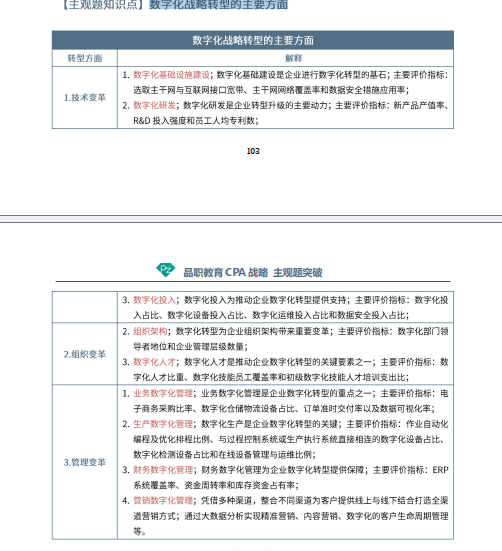 【主观题知识点】数字化战略转型的主要方面
数字化战略转型的主要方面
转型方面 解释
1.技术变革
1. 数字化基础设施建设；数字化基础建设是企业进行数字化转型的基石；主要评价指标：
选取主干网与互联网接口宽带、主干网网络覆盖率和数据安全措施应用率；
2. 数字化研发；数字化研发是企业转型升级的主要动力；主要评价指标：新产品产值率、
R&D 投入强度和员工人均专利数；
103
品职教育 CPA 战略 主观题突破
3. 数字化投入；数字化投入为推动企业数字化转型提供支持；主要评价指标：数字化投
入占比、数字化设备投入占比、数字化运维投入占比和数据安全投入占比；
2.组织变革
2. 组织架构；数字化转型为企业组织架构带来重要变革；主要评价指标：数字化部门领
导者地位和企业管理层级数量；
3. 数字化人才；数字化人才是推动企业数字化转型的关键要素之一；主要评价指标：数
字化人才比重、数字化技能员工覆盖率和初级数字化技能人才培训支出比；
3.管理变革
1. 业务数字化管理；业务数字化管理是企业数字化转型的重点之一；主要评价指标：电
子商务采购比率、数字化仓储物流设备占比、订单准时交付率以及数据可视化率；
2. 生产数字化管理；数字化生产是企业数字化转型的关键；主要评价指标：作业自动化
编程及优化排程比例、与过程控制系统或生产执行系统直接相连的数字化设备占比、
数字化检测设备占比和在线设备管理与运维比例；
3. 财务数字化管理；财务数字化管理为企业数字化转型提供保障；主要评价指标：ERP
系统覆盖率、资金周转率和库存资金占有率；
4. 营销数字化管理；凭借多种渠道，整合不同渠道为客户提供线上与线下结合打造全渠
道营销方式；通过大数据分析实现精准营销、内容营销、数字化的客户生命周期管理
等。